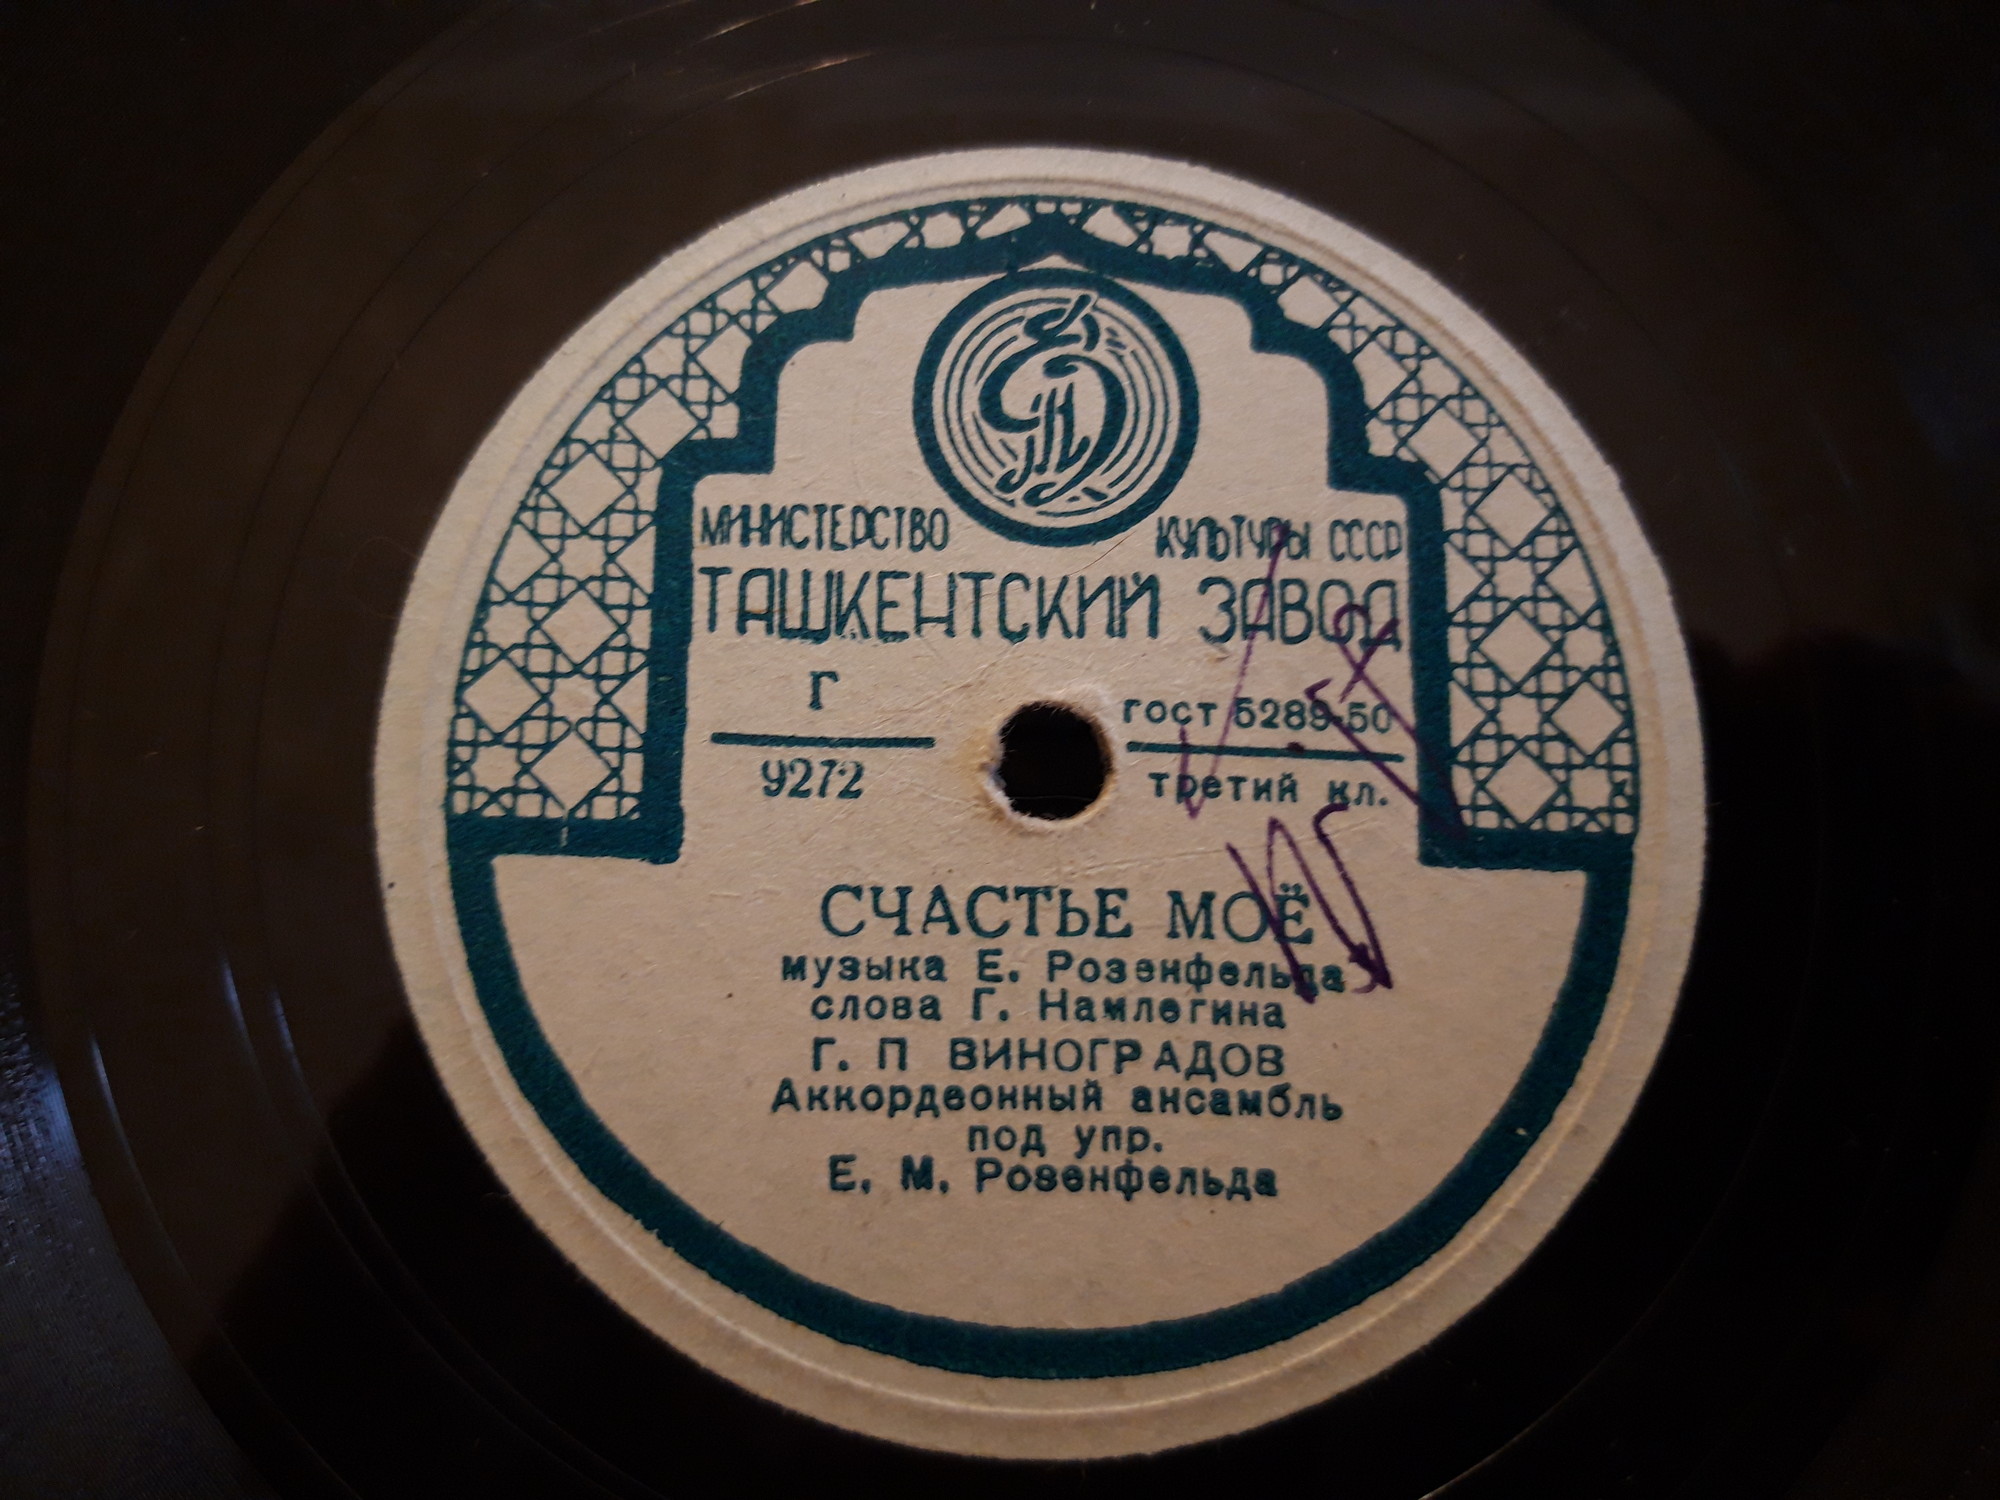 МИНИСТЕРСТВО КУЛЬТУРЫ СССР
ТАШКЕНТСКИЙ ЗАВОД
Г
9272
ГОСТ 5289-50
третий кл.
СЧАСТЬЕ МОЁ
музыка Е. Розенфельда
слова Г. Намлегина
Г. П ВИНОГРАДОВ
Аккордеонный ансамбль
под упр.
Е. М. Розенфельда